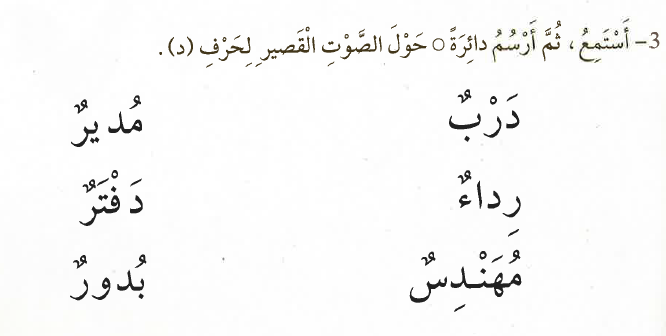 3- أَسْتَمِعُ، ثُمَّ أَرْسُمُ دائِرَةً ○ حَوْلَ الصَّوْتِ الْقَصيرِ لِحَرْفِ (د).
دَرْبٌ مُديرٌ
رِداءٌ دَفْتَرٌ
مُهَنْدِسٌ بُدورٌ